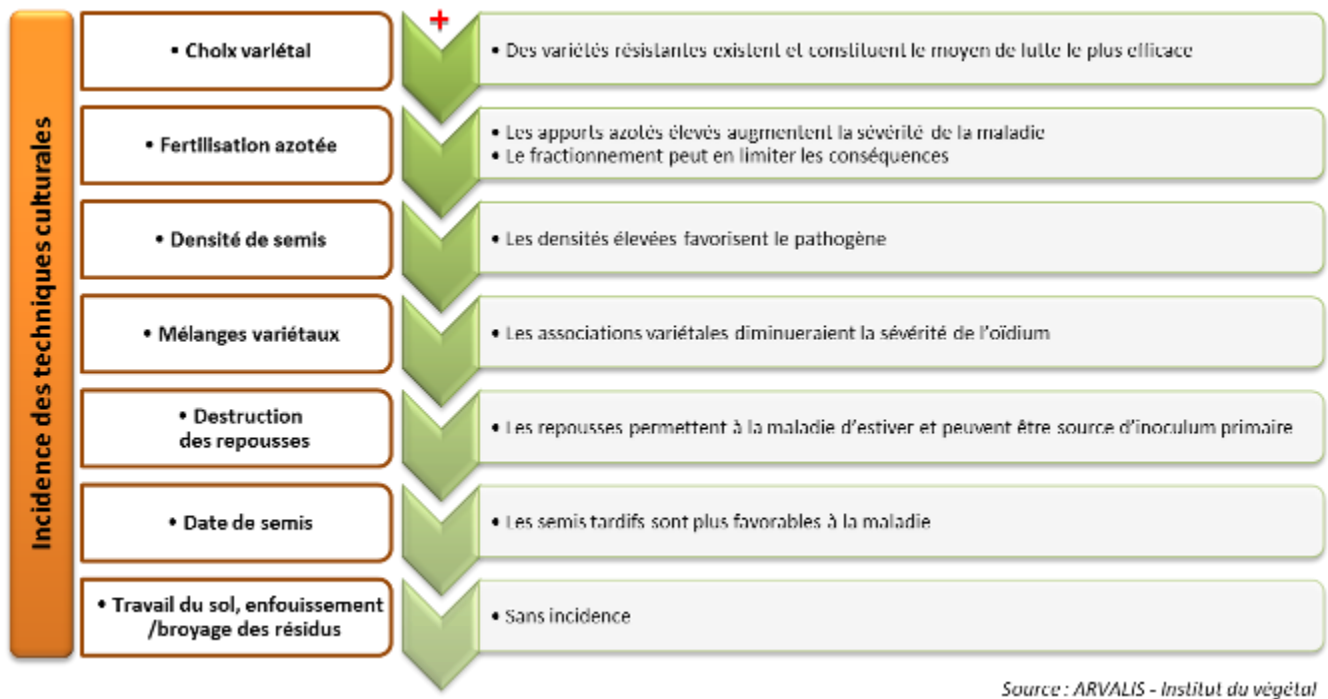 Incidence des techniques culturales
+
• Choix variétal
• Des variétés résistantes existent et constituent le moyen de lutte le plus efficace
• Fertilisation azotée
• Les apports azotés élevés augmentent la sévérité de la maladie
• Le fractionnement peut en limiter les conséquences
• Densité de semis
• Les densités élevées favorisent le pathogène
• Mélanges variétaux
• Les associations variétales diminueraient la sévérité de l'oïdium
• Destruction
des repousses
• Les repousses permettent à la maladie d'estiver et peuvent être source d'inoculum primaire
• Date de semis
• Les semis tardifs sont plus favorables à la maladie
• Travail du sol, enfouissement
/broyage des résidus
• Sans incidence
Source : ARVALIS - Institut du végétal